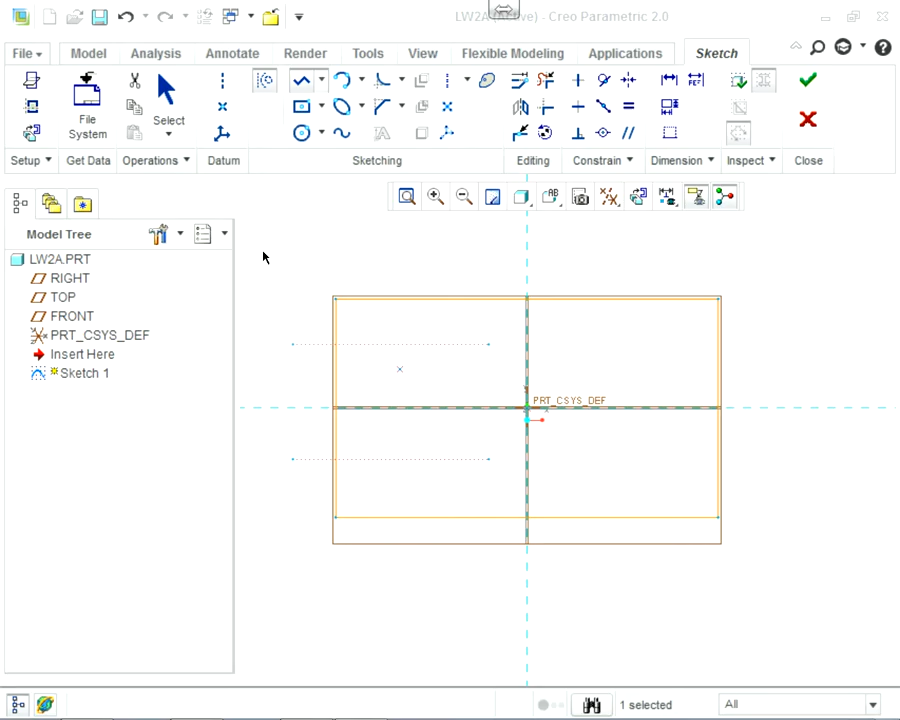 LW2A (Active) - Creo Parametric 2.0
File Model Analysis Annotate Render Tools View Flexible Modeling Applications Sketch
File System
Select
Setup Get Data Operations Datum Sketching Editing Constrain Dimension Inspect Close
Model Tree
LW2A.PRT
RIGHT
TOP
FRONT
PRT_CSYS_DEF
Insert Here
Sketch 1
PRT_CSYS_DEF
1 selected All